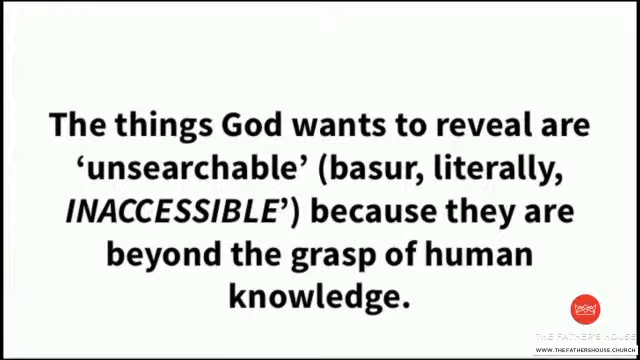 The things God wants to reveal are
‘unsearchable’ (basur, literally,
INACCESSIBLE’) because they are
beyond the grasp of human
knowledge.
THE FATHER'S HOUSE
WWW.THEFATHERSHOUSE.CHURCH